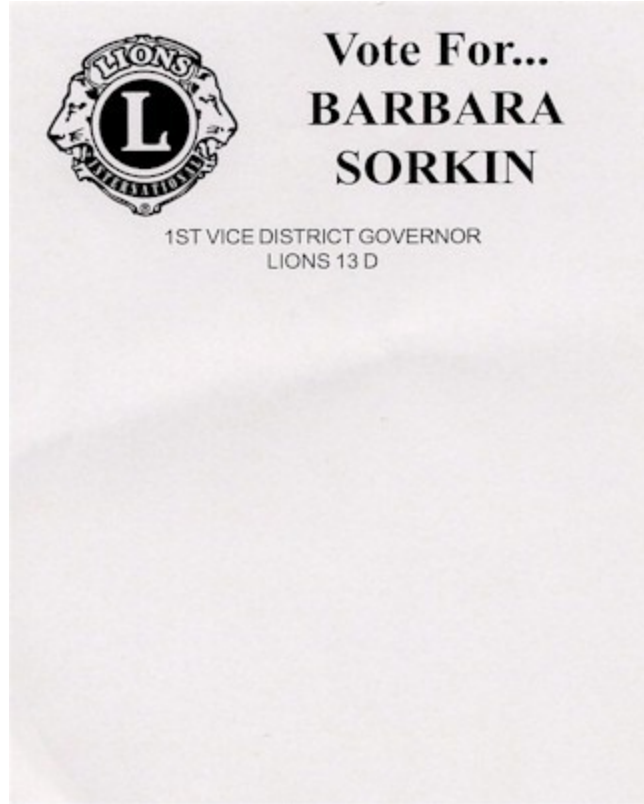 LIONS
L
INTERNATIONAL
®
Vote For...
BARBARA
SORKIN
1ST VICE DISTRICT GOVERNOR
LIONS 13 D